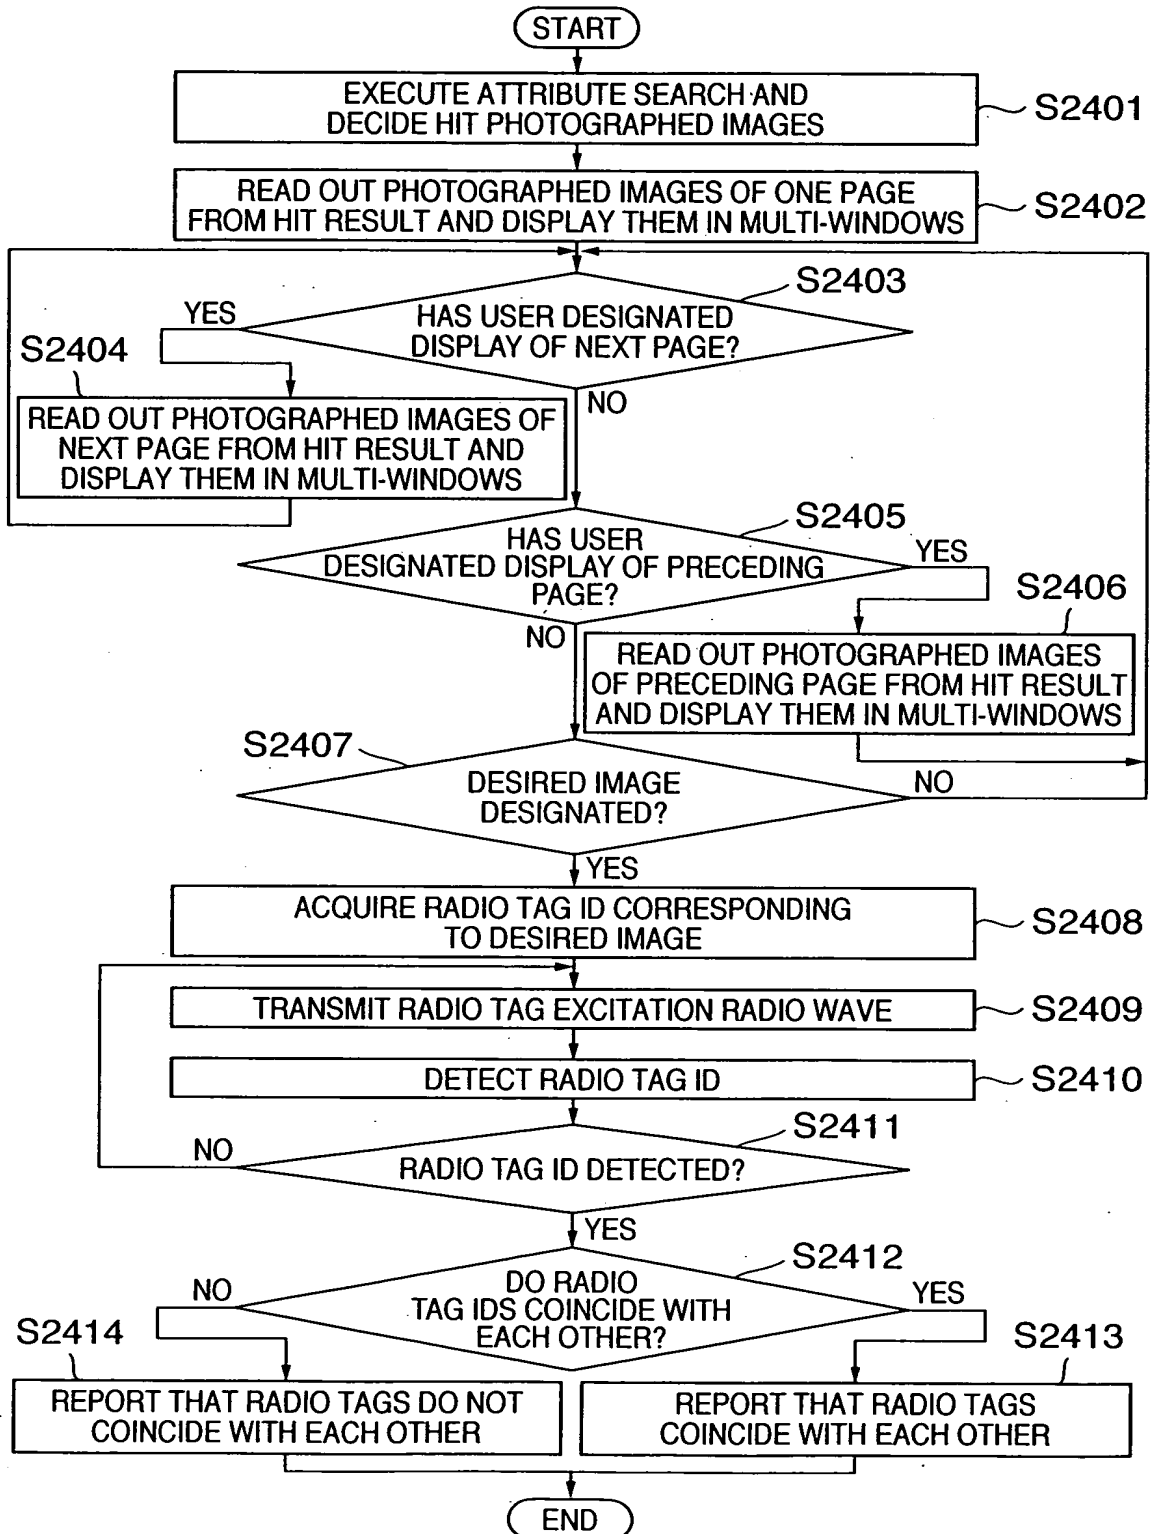 START
EXECUTE ATTRIBUTE SEARCH AND
DECIDE HIT PHOTOGRAPHED IMAGES
S2401
READ OUT PHOTOGRAPHED IMAGES OF ONE PAGE
FROM HIT RESULT AND DISPLAY THEM IN MULTI-WINDOWS
S2402
S2403
HAS USER DESIGNATED
DISPLAY OF NEXT PAGE?
YES
NO
S2404
READ OUT PHOTOGRAPHED IMAGES OF
NEXT PAGE FROM HIT RESULT AND
DISPLAY THEM IN MULTI-WINDOWS
S2405
HAS USER
DESIGNATED DISPLAY OF PRECEDING
PAGE?
YES
NO
S2406
READ OUT PHOTOGRAPHED IMAGES
OF PRECEDING PAGE FROM HIT RESULT
AND DISPLAY THEM IN MULTI-WINDOWS
S2407
DESIRED IMAGE
DESIGNATED?
NO
YES
ACQUIRE RADIO TAG ID CORRESPONDING
TO DESIRED IMAGE
S2408
TRANSMIT RADIO TAG EXCITATION RADIO WAVE
S2409
DETECT RADIO TAG ID
S2410
S2411
RADIO TAG ID DETECTED?
NO
YES
S2412
DO RADIO
TAG IDS COINCIDE WITH
EACH OTHER?
NO
YES
S2414
REPORT THAT RADIO TAGS DO NOT
COINCIDE WITH EACH OTHER
S2413
REPORT THAT RADIO TAGS
COINCIDE WITH EACH OTHER
END